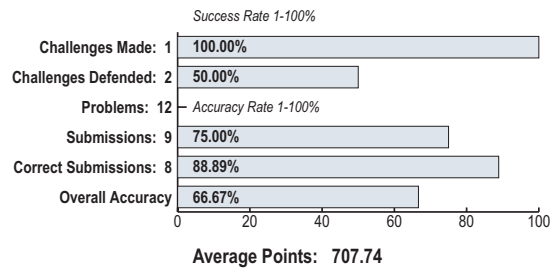 Success Rate 1-100%
Challenges Made: 1 100.00%
Challenges Defended: 2 50.00%
Problems: 12 Accuracy Rate 1-100%
Submissions: 9 75.00%
Correct Submissions: 8 88.89%
Overall Accuracy 66.67%
0 20 40 60 80 100
Average Points: 707.74